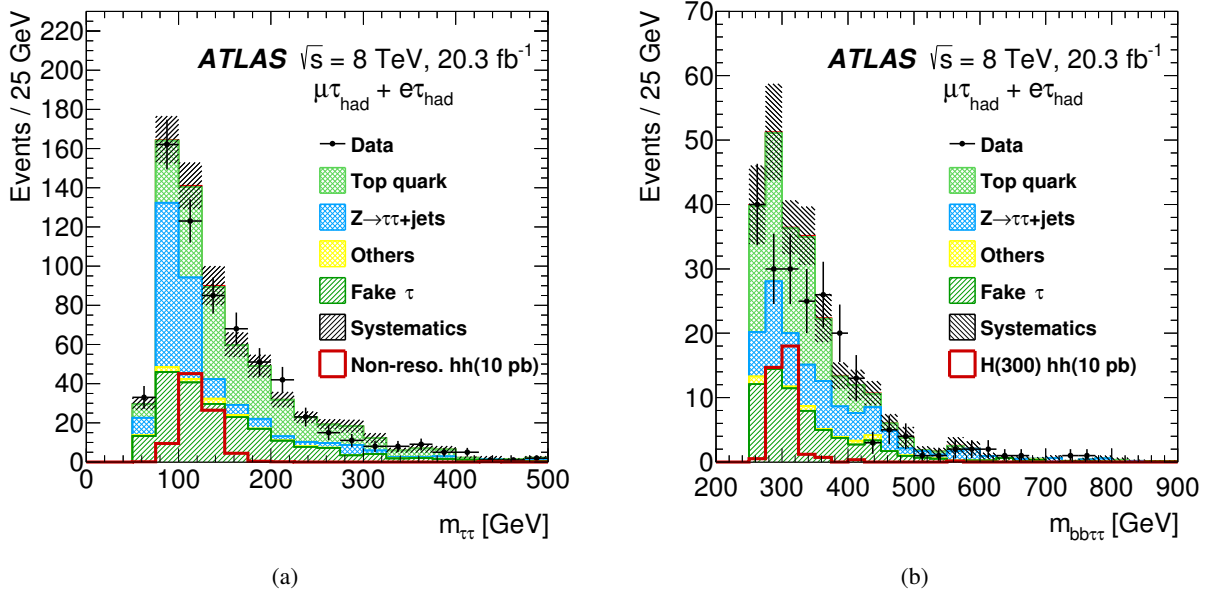 ATLAS √s = 8 TeV, 20.3 fb⁻¹
μτhad + eτhad
Data
Top quark
Z→ττ+jets
Others
Fake τ
Systematics
Non-reso. hh(10 pb)
Events / 25 GeV
0
20
40
60
80
100
120
140
160
180
200
220
0 100 200 300 400 500
mττ [GeV]
(a)
ATLAS √s = 8 TeV, 20.3 fb⁻¹
μτhad + eτhad
Data
Top quark
Z→ττ+jets
Others
Fake τ
Systematics
H(300) hh(10 pb)
Events / 25 GeV
0
10
20
30
40
50
60
70
200 300 400 500 600 700 800 900
mbbττ [GeV]
(b)